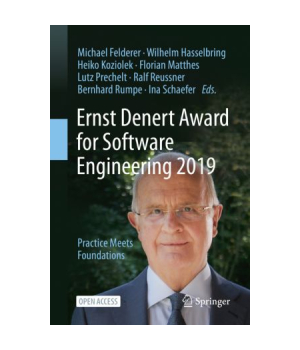 Michael Felderer · Wilhelm Hasselbring
Heiko Koziolek · Florian Matthes
Lutz Prechelt · Ralf Reussner
Bernhard Rumpe · Ina Schaefer Eds.
Ernst Denert Award
for Software
Engineering 2019
Practice Meets
Foundations
OPEN ACCESS
Springer